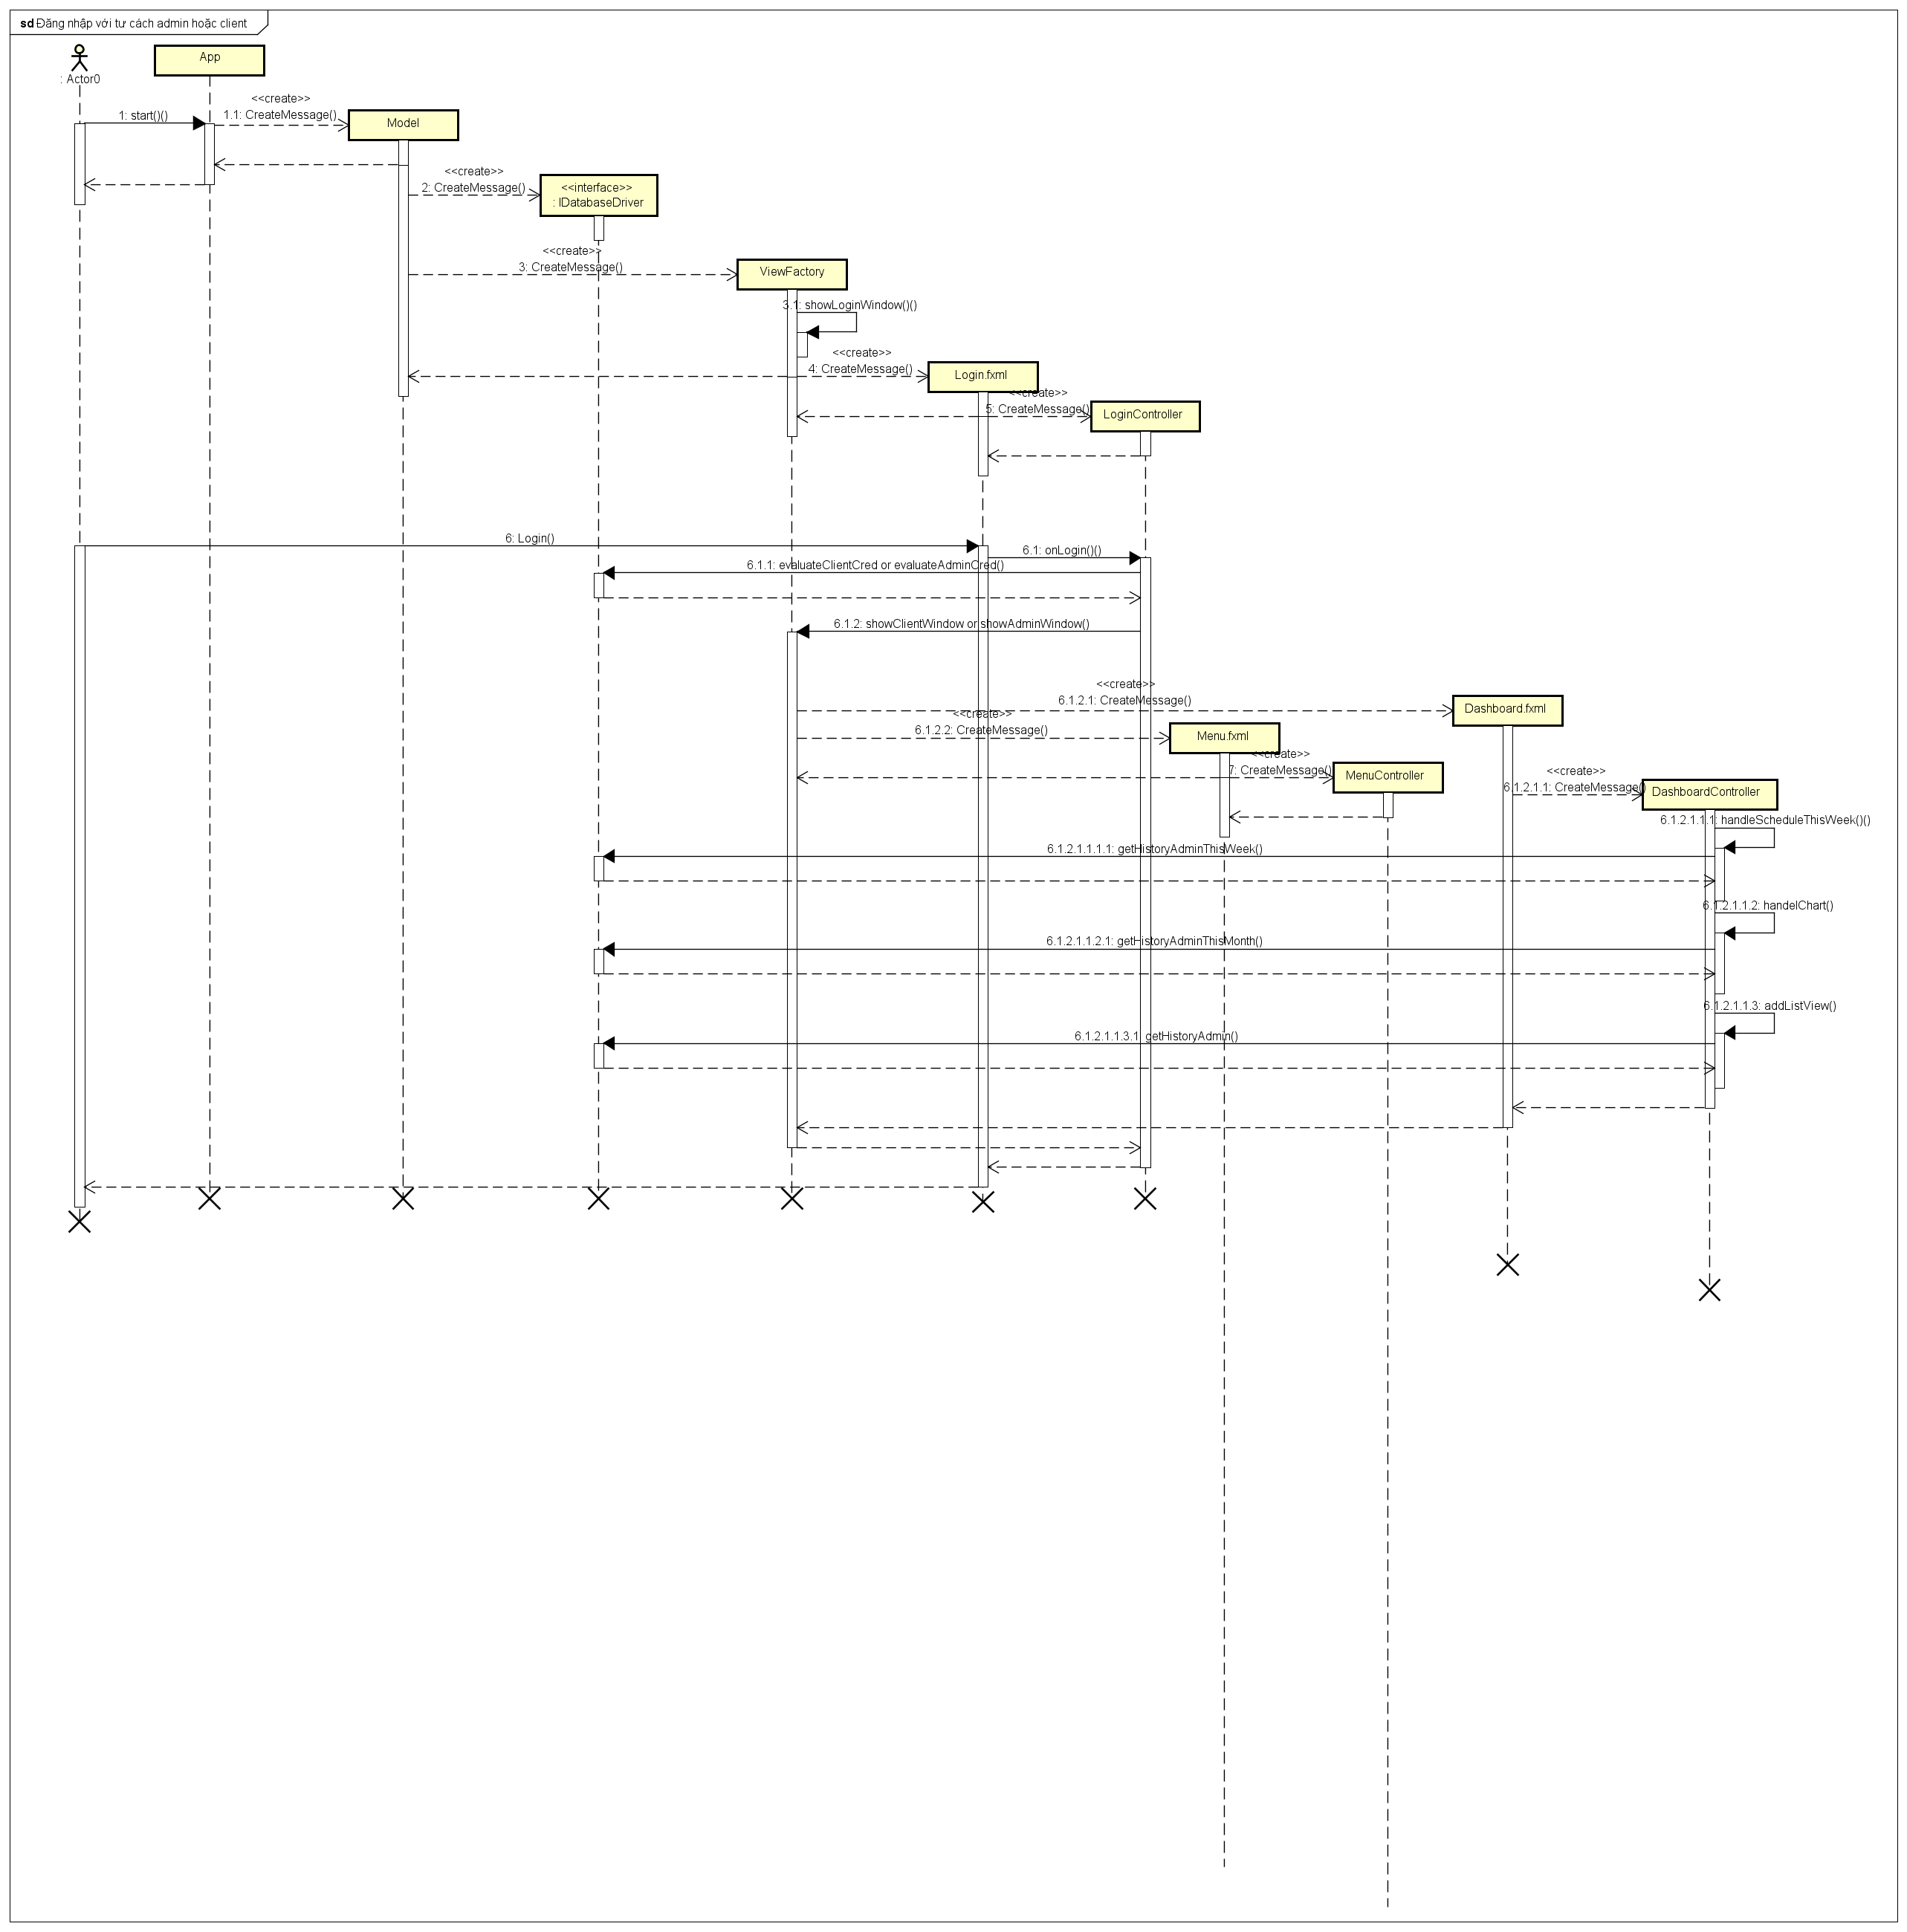 sd Đăng nhập với tư cách admin hoặc client
: Actor0
App
<<create>>
1: start()()
1.1: CreateMessage()
Model
<<create>>
2: CreateMessage()
<<interface>>
: IDatabaseDriver
<<create>>
3: CreateMessage()
ViewFactory
3.1: showLoginWindow()()
<<create>>
4: CreateMessage()
Login.fxml
<<create>>
5: CreateMessage()
LoginController
6: Login()
6.1: onLogin()()
6.1.1: evaluateClientCred or evaluateAdminCred()
6.1.2: showClientWindow or showAdminWindow()
<<create>>
6.1.2.1: CreateMessage()
Dashboard.fxml
<<create>>
6.1.2.2: CreateMessage()
Menu.fxml
<<create>>
7: CreateMessage()
MenuController
<<create>>
6.1.2.1.1: CreateMessage()
DashboardController
6.1.2.1.1.1: handleScheduleThisWeek()()
6.1.2.1.1.1.1: getHistoryAdminThisWeek()
6.1.2.1.1.2: handelChart()
6.1.2.1.1.2.1: getHistoryAdminThisMonth()
6.1.2.1.1.3: addListView()
6.1.2.1.1.3.1: getHistoryAdmin()